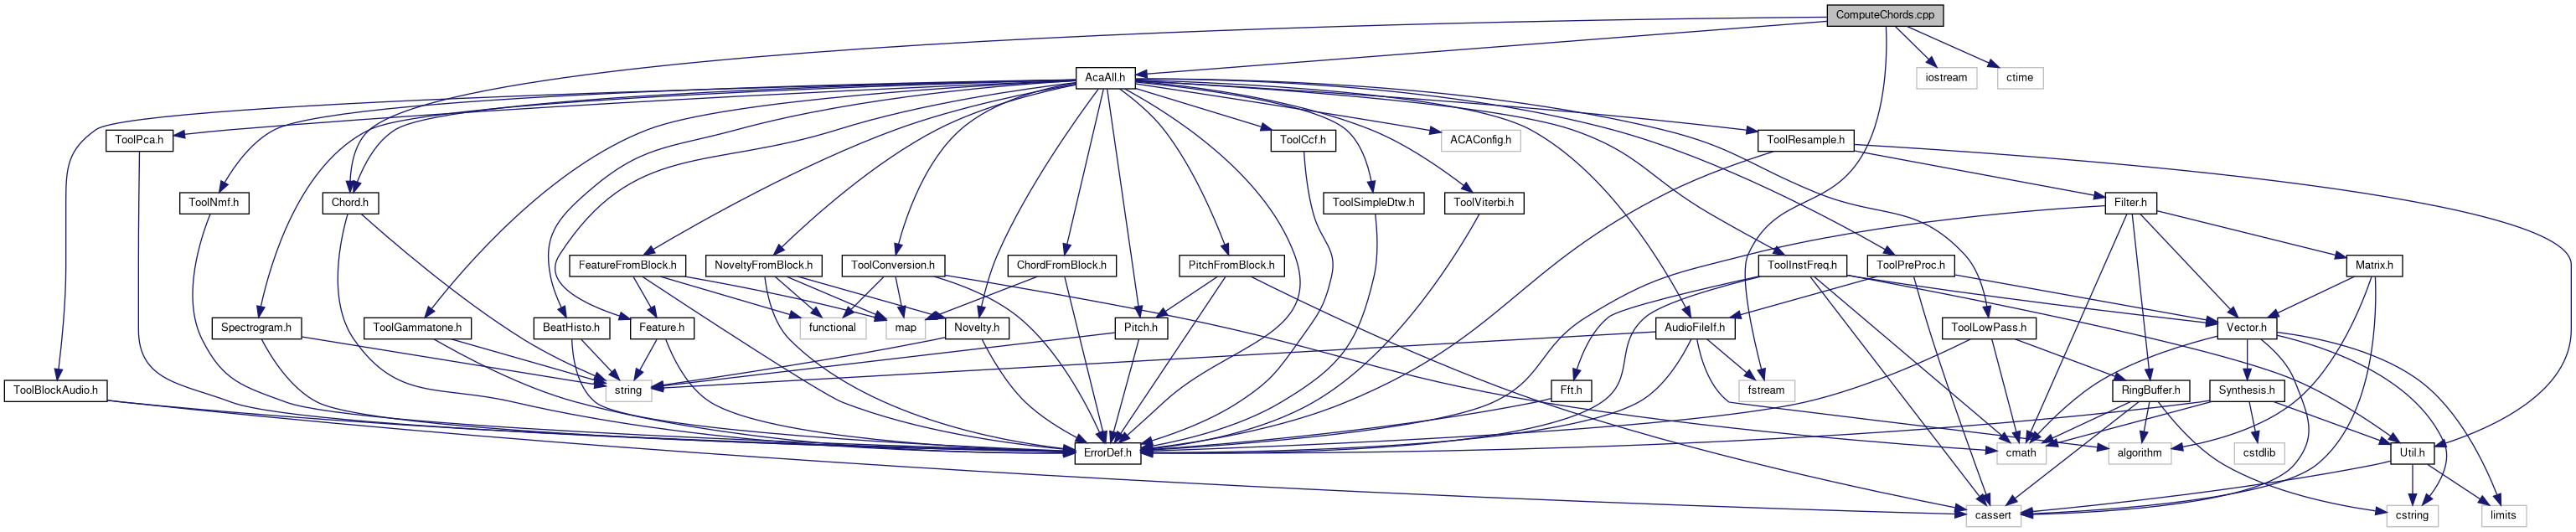 ComputeChords.cpp
AcaAll.h
iostream
ctime
ToolPca.h
ToolCcf.h
ACAConfig.h
ToolResample.h
ToolNmf.h
Chord.h
ToolSimpleDtw.h
ToolViterbi.h
Filter.h
FeatureFromBlock.h
NoveltyFromBlock.h
ToolConversion.h
ChordFromBlock.h
PitchFromBlock.h
ToolInstFreq.h
ToolPreProc.h
Matrix.h
Spectrogram.h
ToolGammatone.h
BeatHisto.h
Feature.h
functional
map
Novelty.h
Pitch.h
AudioFileIf.h
ToolLowPass.h
Vector.h
ToolBlockAudio.h
string
Fft.h
fstream
RingBuffer.h
Synthesis.h
ErrorDef.h
cmath
algorithm
cstdlib
Util.h
cassert
cstring
limits